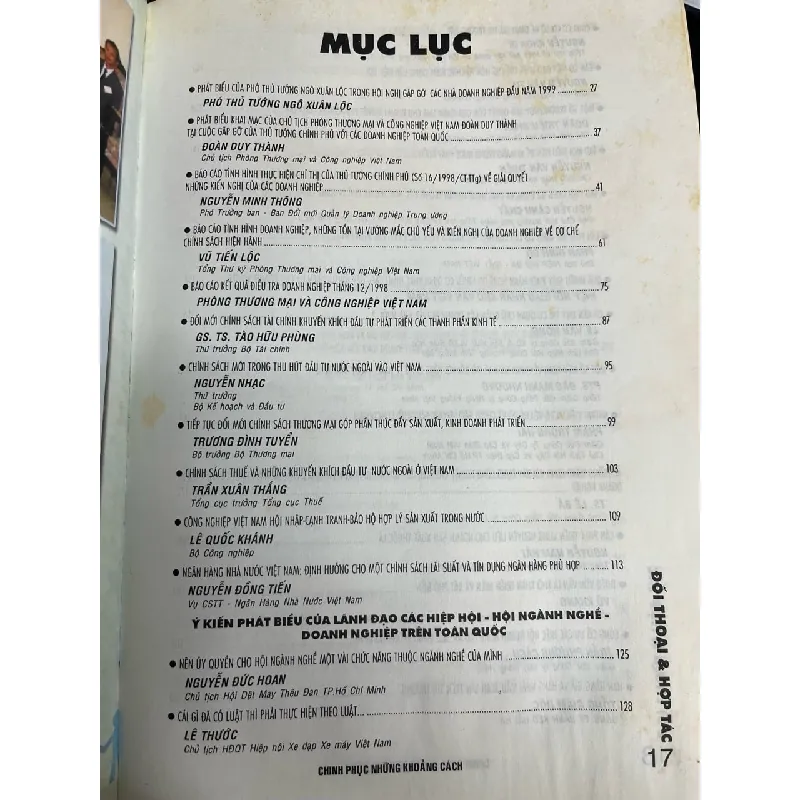 MỤC LỤC
● PHÁT BIỂU CỦA PHÓ THỦ TƯỚNG NGÔ XUÂN LỘC TRONG HỘI NGHỊ GẶP GỠ CÁC NHÀ DOANH NGHIỆP ĐẦU NĂM 1999 ........ 27
PHÓ THỦ TƯỚNG NGÔ XUÂN LỘC
● PHÁT BIỂU KHAI MẠC CỦA CHỦ TỊCH PHÒNG THƯƠNG MẠI VÀ CÔNG NGHIỆP VIỆT NAM ĐOÀN DUY THÀNH
TẠI CUỘC GẶP GỠ CỦA THỦ TƯỚNG CHÍNH PHỦ VỚI CÁC DOANH NGHIỆP TOÀN QUỐC ........ 37
ĐOÀN DUY THÀNH
Chủ tịch Phòng Thương mại và Công nghiệp Việt Nam
● BÁO CÁO TÌNH HÌNH THỰC HIỆN CHỈ THỊ CỦA THỦ TƯỚNG CHÍNH PHỦ (Số 16/1998/CT-TTg) VỀ GIẢI QUYẾT
NHỮNG KIẾN NGHỊ CỦA CÁC DOANH NGHIỆP ........ 41
NGUYỄN MINH THÔNG
Phó Trưởng ban - Ban Đổi mới Quản lý Doanh nghiệp Trung ương
● BÁO CÁO TÌNH HÌNH DOANH NGHIỆP, NHỮNG TỒN TẠI VƯỚNG MẮC CHỦ YẾU VÀ KIẾN NGHỊ CỦA DOANH NGHIỆP VỀ CƠ CHẾ
CHÍNH SÁCH HIỆN HÀNH ........ 61
VŨ TIẾN LỘC
Tổng Thư ký Phòng Thương mại và Công nghiệp Việt Nam
● BÁO CÁO KẾT QUẢ ĐIỀU TRA DOANH NGHIỆP THÁNG 12/1998 ........ 75
PHÒNG THƯƠNG MẠI VÀ CÔNG NGHIỆP VIỆT NAM
● ĐỔI MỚI CHÍNH SÁCH TÀI CHÍNH KHUYẾN KHÍCH ĐẦU TƯ PHÁT TRIỂN CÁC THÀNH PHẦN KINH TẾ ........ 87
GS. TS. TÀO HỮU PHÙNG
Thứ trưởng Bộ Tài chính
● CHÍNH SÁCH MỚI TRONG THU HÚT ĐẦU TƯ NƯỚC NGOÀI VÀO VIỆT NAM ........ 95
NGUYỄN NHẠC
Thứ trưởng
Bộ Kế hoạch và Đầu tư
● TIẾP TỤC ĐỔI MỚI CHÍNH SÁCH THƯƠNG MẠI GÓP PHẦN THÚC ĐẨY SẢN XUẤT, KINH DOANH PHÁT TRIỂN ........ 99
TRƯƠNG ĐÌNH TUYỂN
Bộ trưởng Bộ Thương mại
● CHÍNH SÁCH THUẾ VÀ NHỮNG KHUYẾN KHÍCH ĐẦU TƯ NƯỚC NGOÀI Ở VIỆT NAM ........ 103
TRẦN XUÂN THẮNG
Tổng cục trưởng Tổng cục Thuế
● CÔNG NGHIỆP VIỆT NAM HỘI NHẬP-CẠNH TRANH-BẢO HỘ HỢP LÝ SẢN XUẤT TRONG NƯỚC ........ 109
LÊ QUỐC KHÁNH
Bộ Công nghiệp
● NGÂN HÀNG NHÀ NƯỚC VIỆT NAM: ĐỊNH HƯỚNG CHO MỘT CHÍNH SÁCH LÃI SUẤT VÀ TÍN DỤNG NGÂN HÀNG PHÙ HỢP ........ 113
NGUYỄN ĐỒNG TIẾN
Vụ CSTT - Ngân Hàng Nhà Nước Việt Nam
Ý KIẾN PHÁT BIỂU CỦA LÃNH ĐẠO CÁC HIỆP HỘI - HỘI NGÀNH NGHỀ -
DOANH NGHIỆP TRÊN TOÀN QUỐC
● NÊN ỦY QUYỀN CHO HỘI NGÀNH NGHỀ MỘT VÀI CHỨC NĂNG THUỘC NGÀNH NGHỀ CỦA MÌNH ........ 125
NGUYỄN ĐỨC HOAN
Chủ tịch Hội Dệt May Thêu Đan TP.Hồ Chí Minh
● CÁI GÌ ĐÃ CÓ LUẬT THÌ PHẢI THỰC HIỆN THEO LUẬT ........ 128
LÊ THƯỚC
Chủ tịch HĐQT Hiệp hội Xe đạp Xe máy Việt Nam
CHINH PHỤC NHỮNG KHOẢNG CÁCH
ĐỐI THOẠI & HỢP TÁC
17